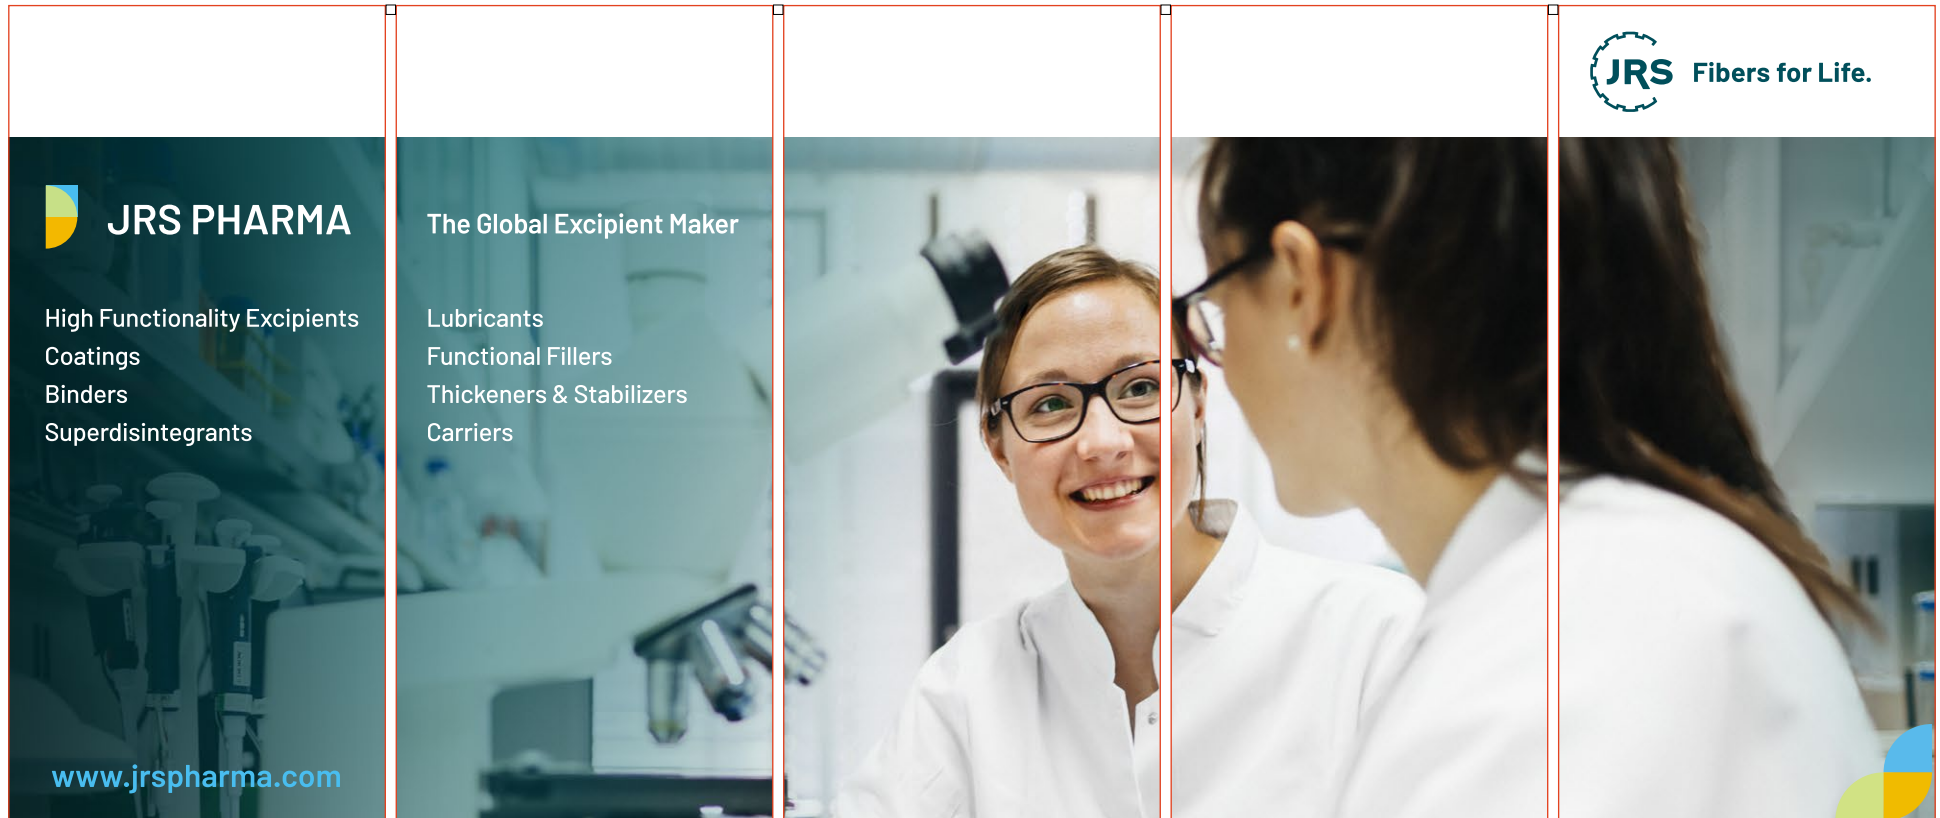 JRS Fibers for Life.
JRS PHARMA
The Global Excipient Maker
High Functionality Excipients
Coatings
Binders
Superdisintegrants
Lubricants
Functional Fillers
Thickeners & Stabilizers
Carriers
www.jrspharma.com